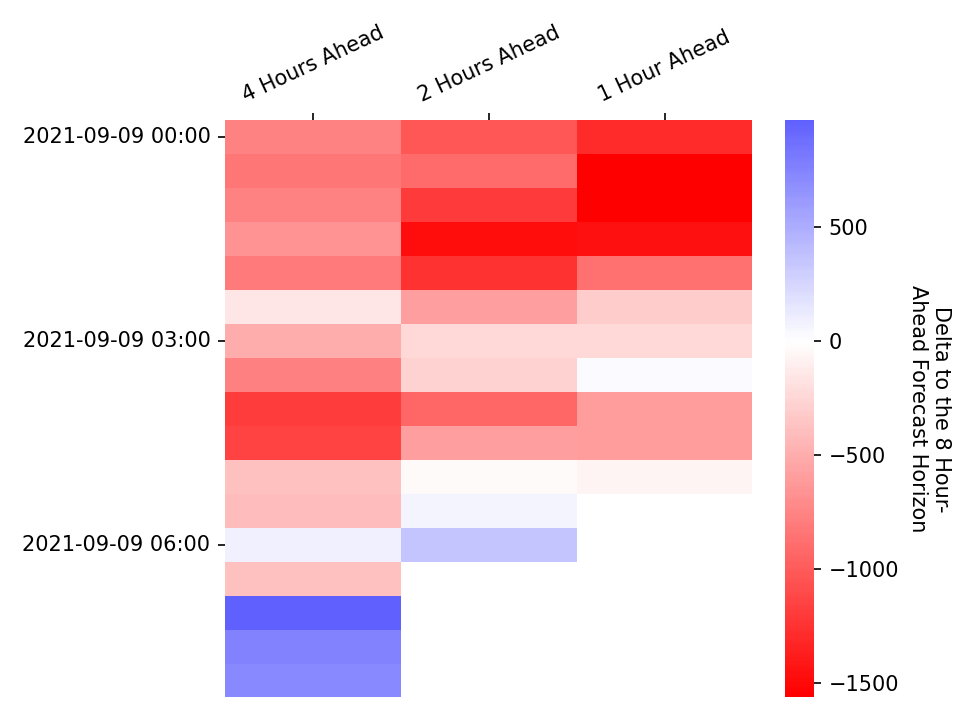 4 Hours Ahead
2 Hours Ahead
1 Hour Ahead
2021-09-09 00:00
2021-09-09 03:00
2021-09-09 06:00
500
0
−500
−1000
−1500
Delta to the 8 Hour-
Ahead Forecast Horizon